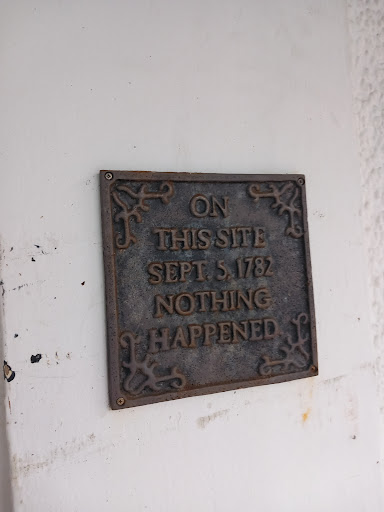 ON
THIS SITE
SEPT. 5, 1782
NOTHING
HAPPENED.